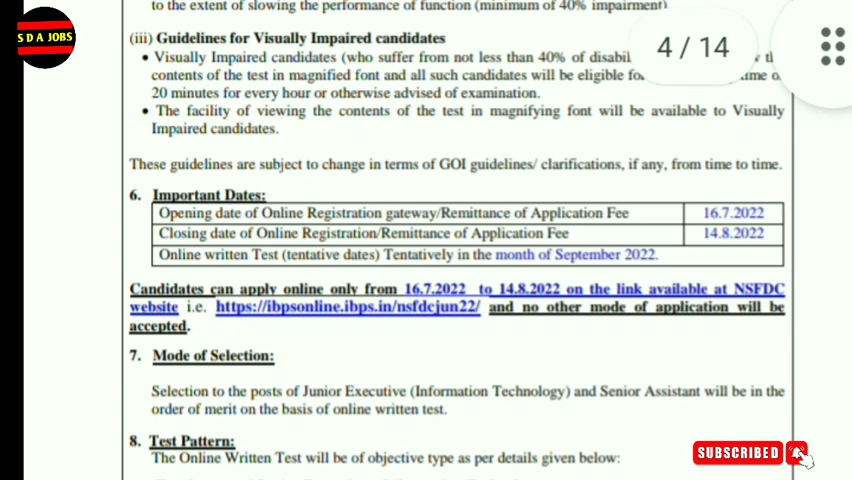 to the extent of slowing the performance of function (minimum of 40% impairment)
S D A JOBS
(iii) Guidelines for Visually Impaired candidates
4 / 14
• Visually Impaired candidates (who suffer from not less than 40% of
contents of the test in magnified font and all such candidates will be eligible
20 minutes for every hour or otherwise advised of examination.
• The facility of viewing the contents of the test in magnifying font will be available to Visually
Impaired candidates.
These guidelines are subject to change in terms of GOI guidelines/ clarifications, if any, from time to time.
6. Important Dates:
Opening date of Online Registration gateway/Remittance of Application Fee 16.7.2022
Closing date of Online Registration/Remittance of Application Fee 14.8.2022
Online written Test (tentative dates) Tentatively in the month of September 2022.
Candidates can apply online only from 16.7.2022 to 14.8.2022 on the link available at NSFDC
website i.e. https://ibpsonline.ibps.in/nsfdcjun22/ and no other mode of application will be
accepted.
7. Mode of Selection:
Selection to the posts of Junior Executive (Information Technology) and Senior Assistant will be in the
order of merit on the basis of online written test.
8. Test Pattern:
The Online Written Test will be of objective type as per details given below:
SUBSCRIBED